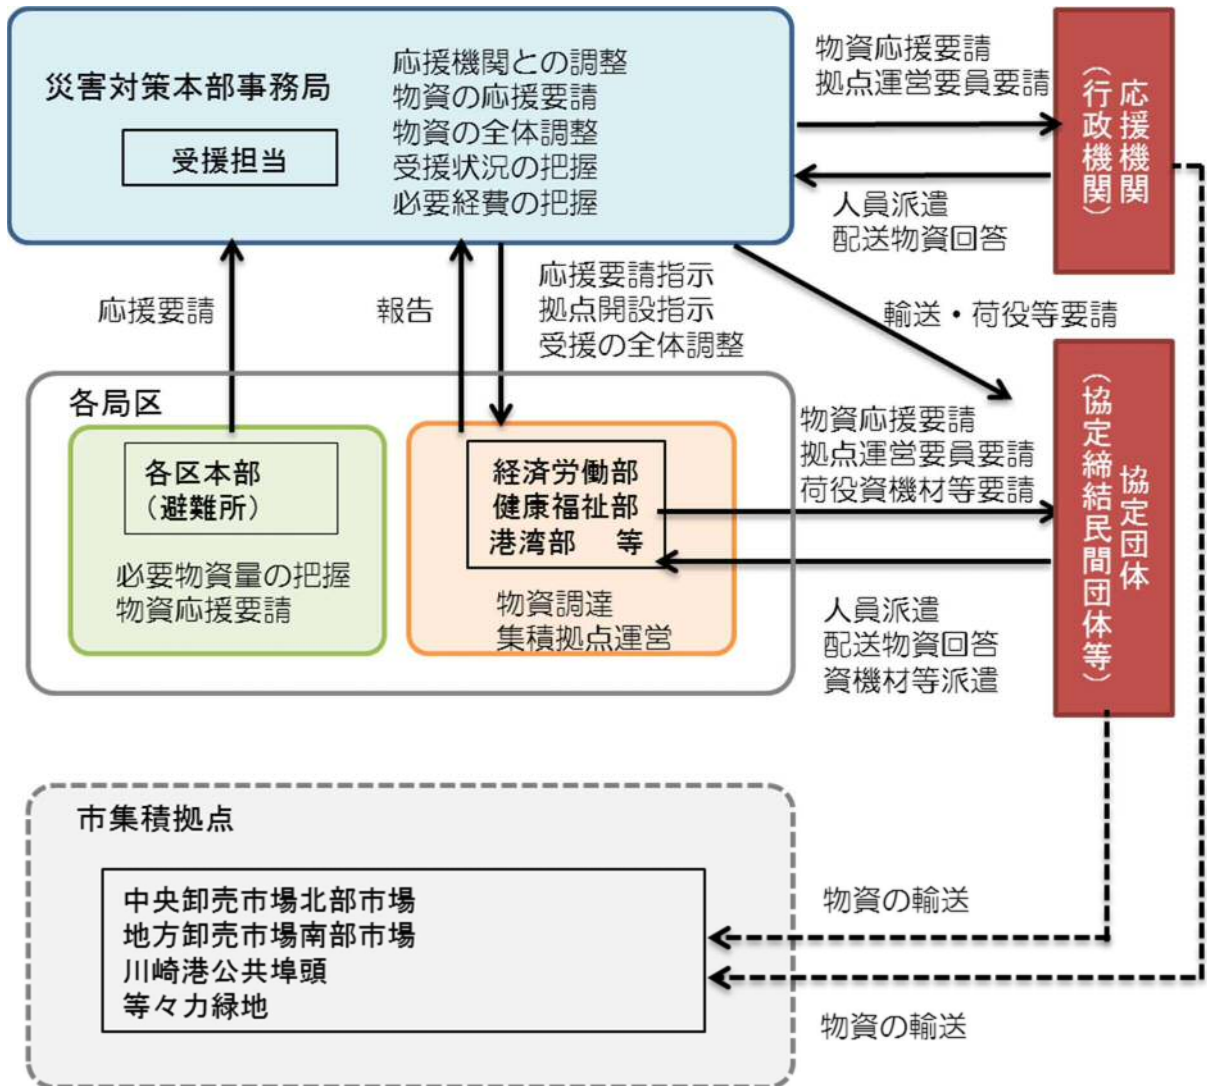 災害対策本部事務局
受援担当
応援機関との調整
物資の応援要請
物資の全体調整
受援状況の把握
必要経費の把握
物資応援要請
拠点運営要員要請
応援機関
(行政機関)
人員派遣
配送物資回答
応援要請
報告
応援要請指示
拠点開設指示
受援の全体調整
輸送・荷役等要請
各局区
各区本部
(避難所)
必要物資量の把握
物資応援要請
経済労働部
健康福祉部
港湾部 等
物資調達
集積拠点運営
物資応援要請
拠点運営要員要請
荷役資機材等要請
協定団体
(協定締結民間団体等)
人員派遣
配送物資回答
資機材等派遣
市集積拠点
中央卸売市場北部市場
地方卸売市場南部市場
川崎港公共埠頭
等々力緑地
物資の輸送
物資の輸送